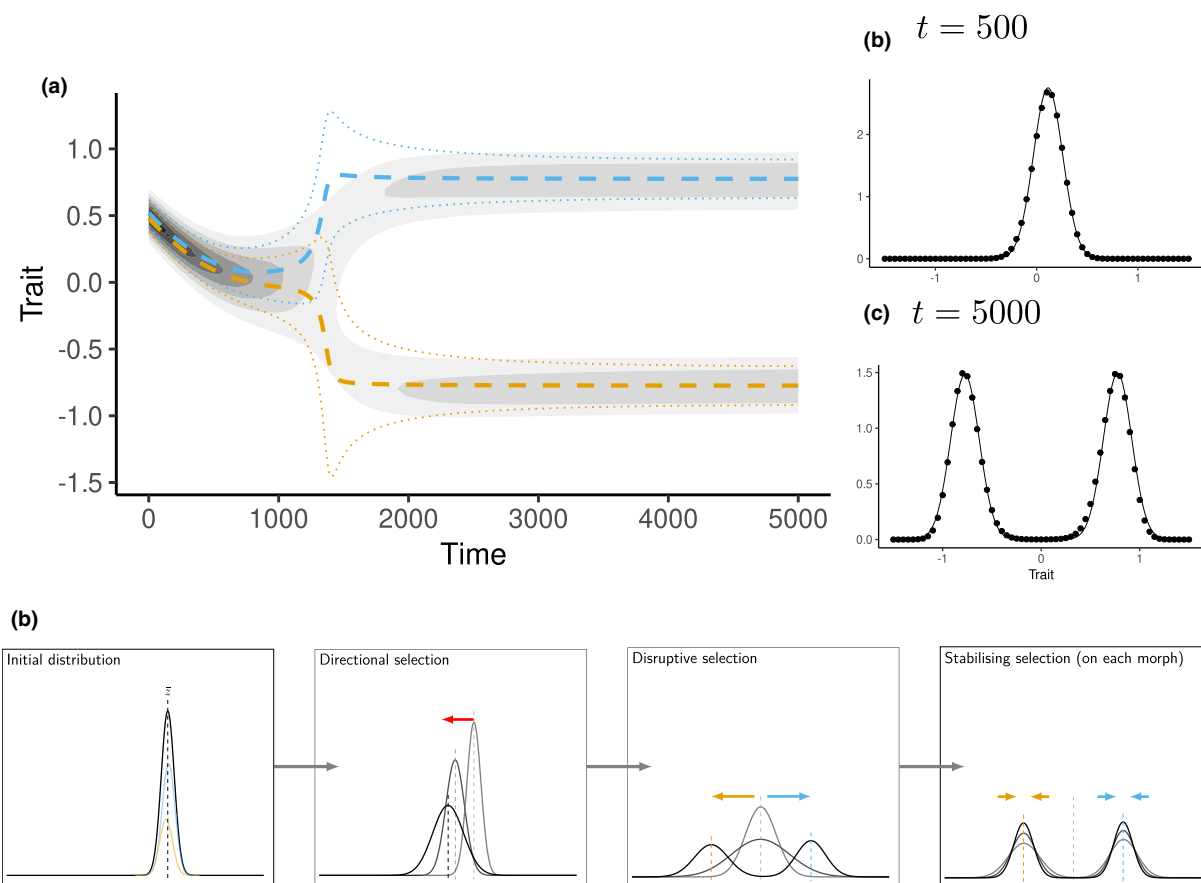 (a)
1.0
0.5
0.0
-0.5
-1.0
-1.5
Trait
0 1000 2000 3000 4000 5000
Time
(b) t = 500
2
1
0
-1 0 1
(c) t = 5000
1.5
1.0
0.5
0.0
-1 0 1
Trait
(b)
Initial distribution
Directional selection
Disruptive selection
Stabilising selection (on each morph)